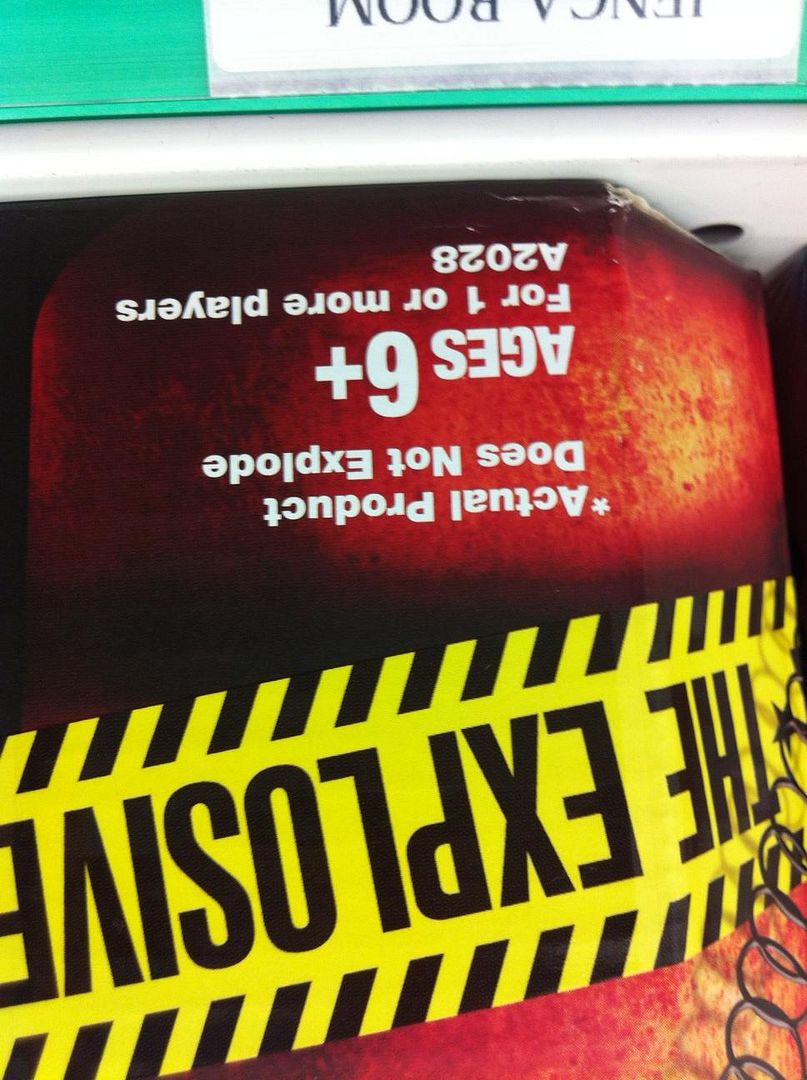 THE EXPLOSIVE
*Actual Product
Does Not Explode
AGES 6+
For 1 or more players
A2028
JENGA BOOM